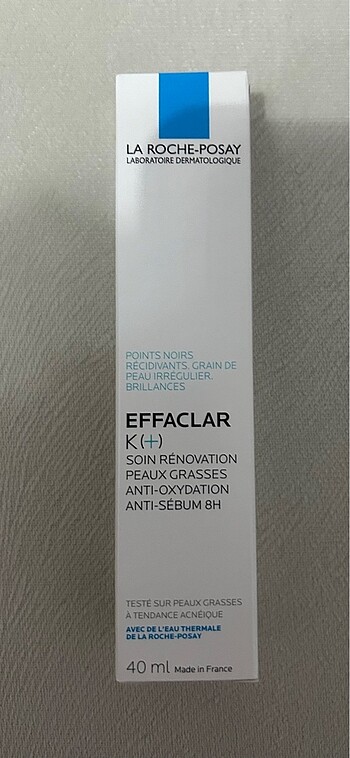 LA ROCHE-POSAY
LABORATOIRE DERMATOLOGIQUE
POINTS NOIRS
RÉCIDIVANTS. GRAIN DE
PEAU IRRÉGULIER.
BRILLANCES
EFFACLAR
K(+)
SOIN RÉNOVATION
PEAUX GRASSES
ANTI-OXYDATION
ANTI-SÉBUM 8H
TESTÉ SUR PEAUX GRASSES
À TENDANCE ACNÉIQUE
AVEC DE L'EAU THERMALE
DE LA ROCHE-POSAY
40 ml Made in France